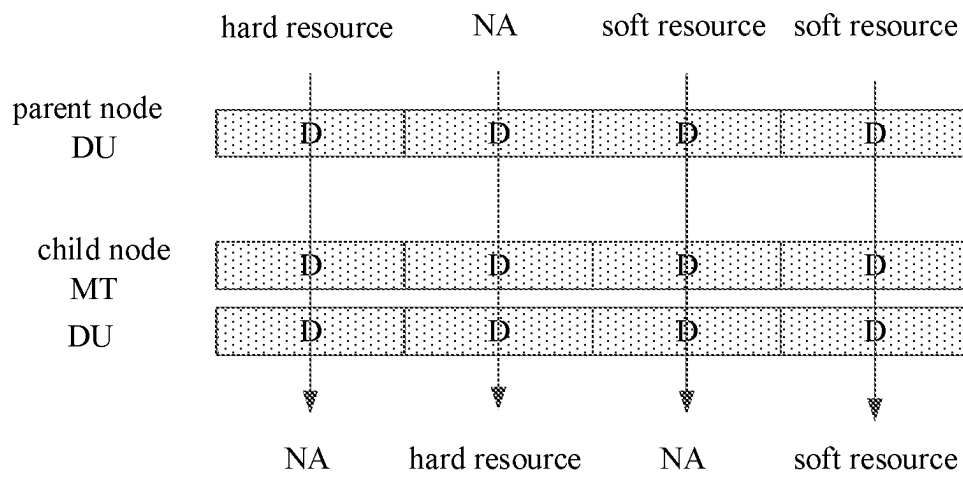 hard resource NA soft resource soft resource
parent node
DU
D D D D
child node
MT
D D D D
DU
D D D D
NA hard resource NA soft resource